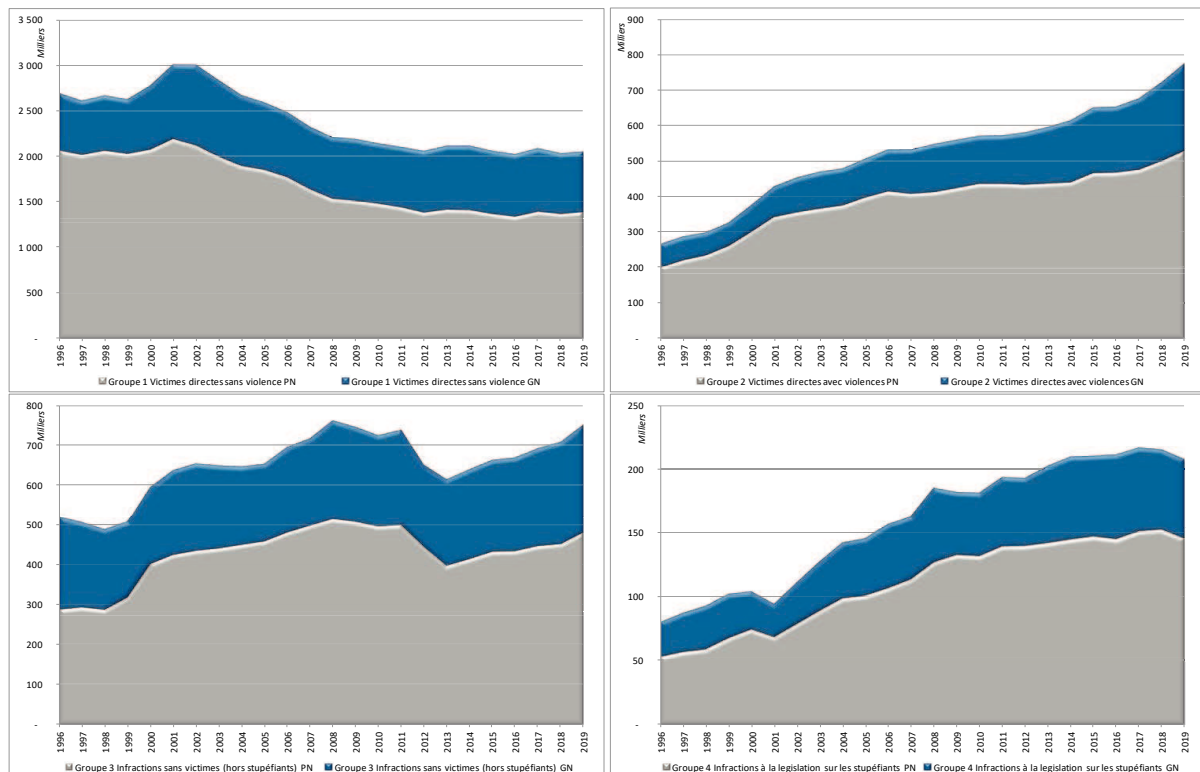 Milliers
3 500
3 000
2 500
2 000
1 500
1 000
500
-
1996 1997 1998 1999 2000 2001 2002 2003 2004 2005 2006 2007 2008 2009 2010 2011 2012 2013 2014 2015 2016 2017 2018 2019
Groupe 1 Victimes directes sans violence PN Groupe 1 Victimes directes sans violence GN
Milliers
900
800
700
600
500
400
300
200
100
-
1996 1997 1998 1999 2000 2001 2002 2003 2004 2005 2006 2007 2008 2009 2010 2011 2012 2013 2014 2015 2016 2017 2018 2019
Groupe 2 Victimes directes avec violences PN Groupe 2 Victimes directes avec violences GN
Milliers
800
700
600
500
400
300
200
100
-
1996 1997 1998 1999 2000 2001 2002 2003 2004 2005 2006 2007 2008 2009 2010 2011 2012 2013 2014 2015 2016 2017 2018 2019
Groupe 3 Infractions sans victimes (hors stupéfiants) PN Groupe 3 Infractions sans victimes (hors stupéfiants) GN
Milliers
250
200
150
100
50
-
1996 1997 1998 1999 2000 2001 2002 2003 2004 2005 2006 2007 2008 2009 2010 2011 2012 2013 2014 2015 2016 2017 2018 2019
Groupe 4 Infractions à la legislation sur les stupéfiants PN Groupe 4 Infractions à la legislation sur les stupéfiants GN